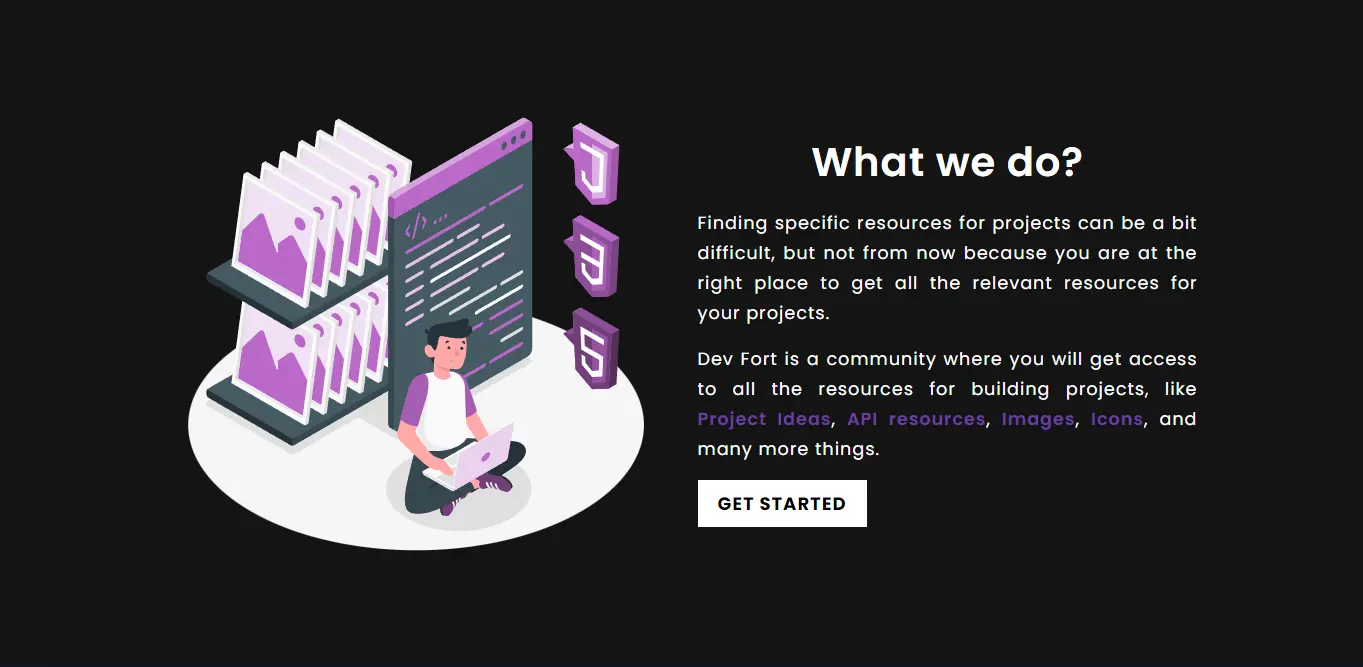 What we do?
Finding specific resources for projects can be a bit
difficult, but not from now because you are at the
right place to get all the relevant resources for
your projects.
Dev Fort is a community where you will get access
to all the resources for building projects, like
Project Ideas, API resources, Images, Icons, and
many more things.
GET STARTED